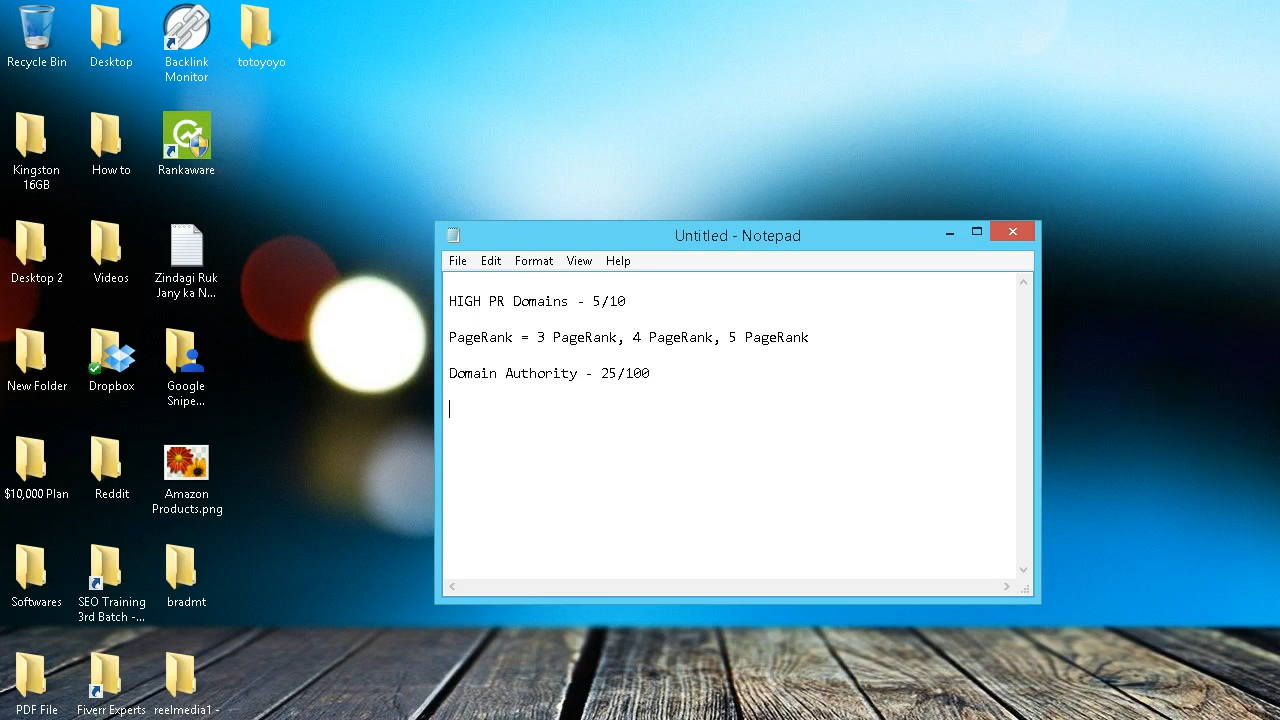 Recycle Bin
Desktop
Backlink
Monitor
totoyoyo
Kingston
16GB
How to
Rankaware
Desktop 2
Videos
Zindagi Ruk
Jany ka N...
New Folder
Dropbox
Google
Snipe...
$10,000 Plan
Reddit
Amazon
Products.png
Softwares
SEO Training
3rd Batch -...
bradmt
PDF File
Fiverr Experts
reelmedia1 -
Untitled - Notepad
File Edit Format View Help
HIGH PR Domains - 5/10
PageRank = 3 PageRank, 4 PageRank, 5 PageRank
Domain Authority - 25/100